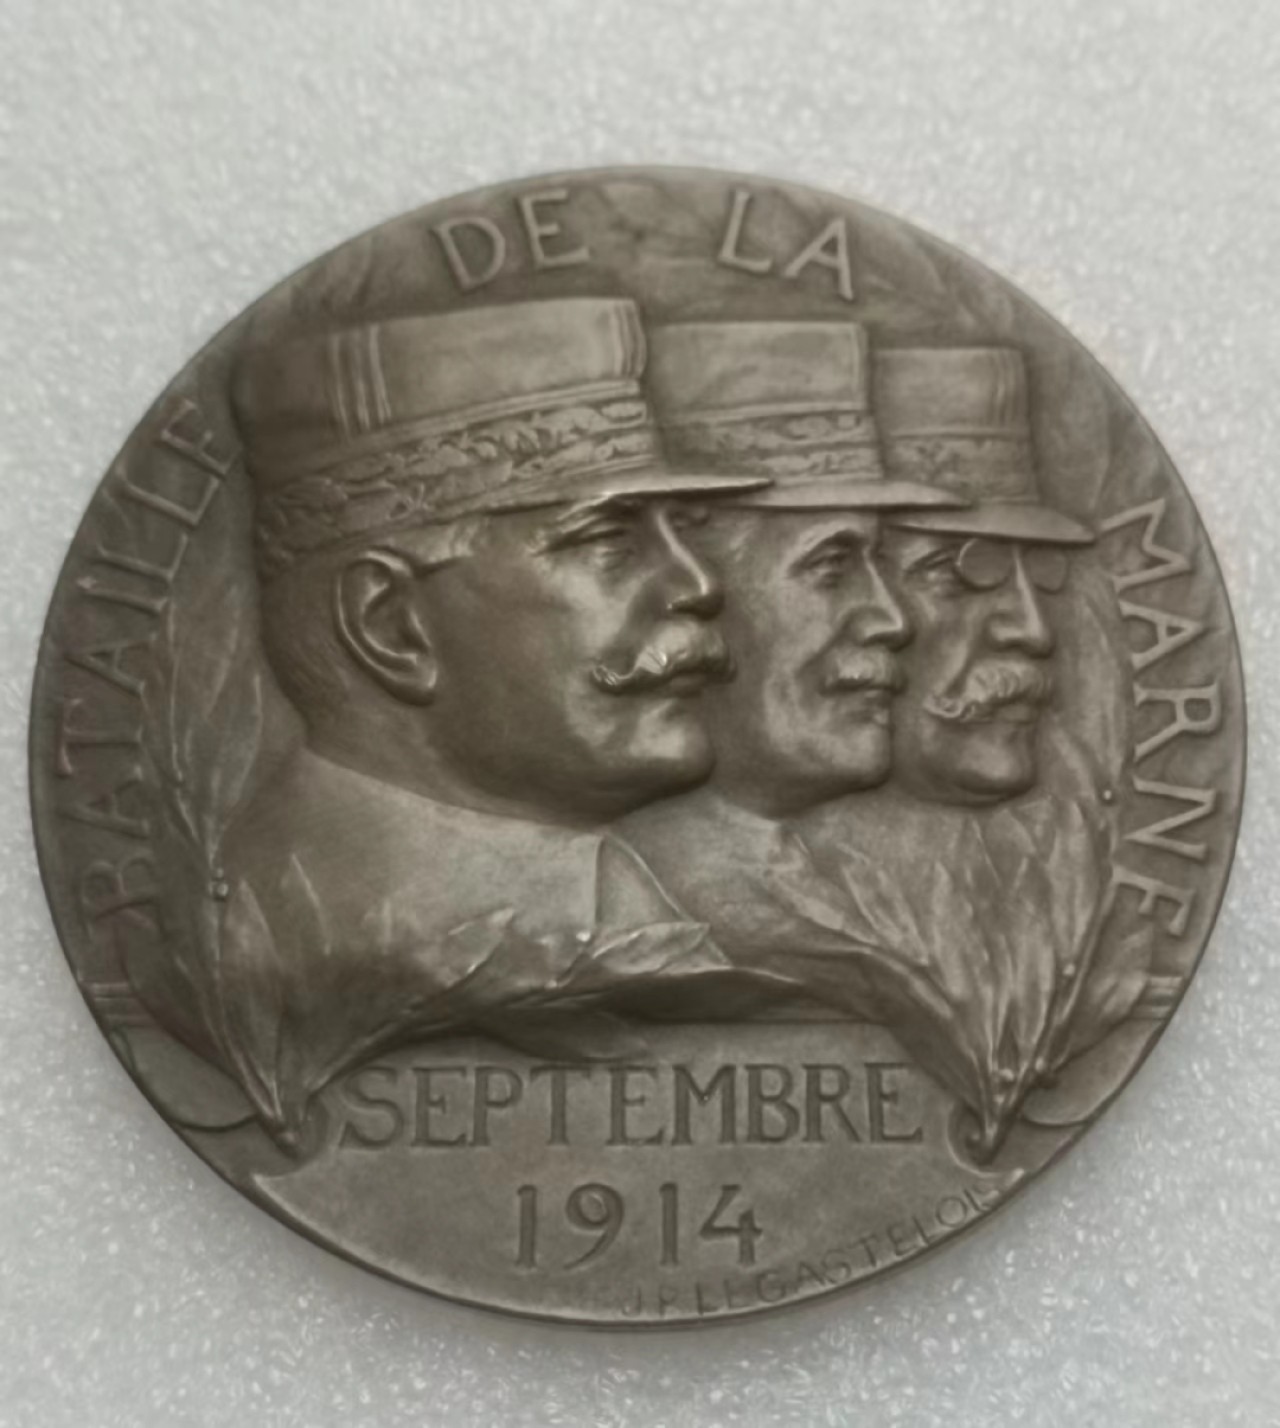 BATAILLE DE LA MARNE
SEPTEMBRE
1914
J.P. LEGASTELOIS